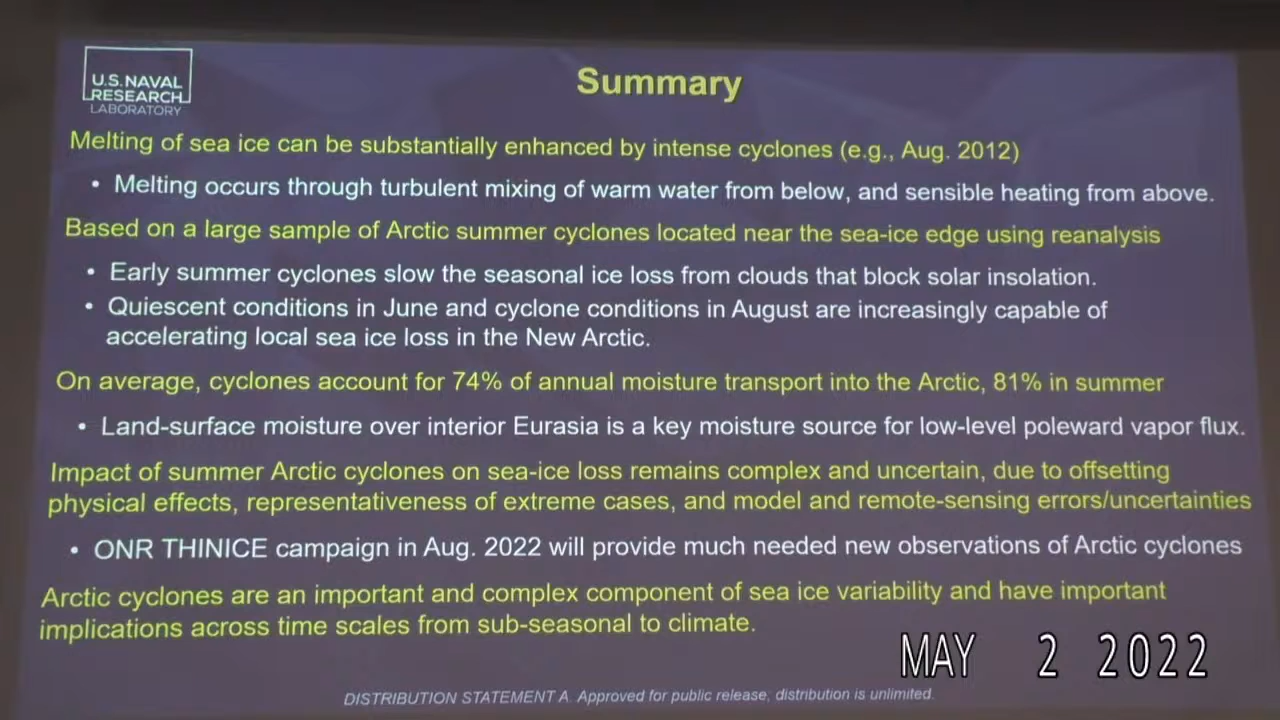 U.S. NAVAL
RESEARCH
LABORATORY
Summary
Melting of sea ice can be substantially enhanced by intense cyclones (e.g., Aug. 2012)
• Melting occurs through turbulent mixing of warm water from below, and sensible heating from above.
Based on a large sample of Arctic summer cyclones located near the sea-ice edge using reanalysis
• Early summer cyclones slow the seasonal ice loss from clouds that block solar insolation.
• Quiescent conditions in June and cyclone conditions in August are increasingly capable of
accelerating local sea ice loss in the New Arctic.
On average, cyclones account for 74% of annual moisture transport into the Arctic, 81% in summer
• Land-surface moisture over interior Eurasia is a key moisture source for low-level poleward vapor flux.
Impact of summer Arctic cyclones on sea-ice loss remains complex and uncertain, due to offsetting
physical effects, representativeness of extreme cases, and model and remote-sensing errors/uncertainties
• ONR THINICE campaign in Aug. 2022 will provide much needed new observations of Arctic cyclones
Arctic cyclones are an important and complex component of sea ice variability and have important
implications across time scales from sub-seasonal to climate.
MAY 2 2022
DISTRIBUTION STATEMENT A. Approved for public release, distribution is unlimited.